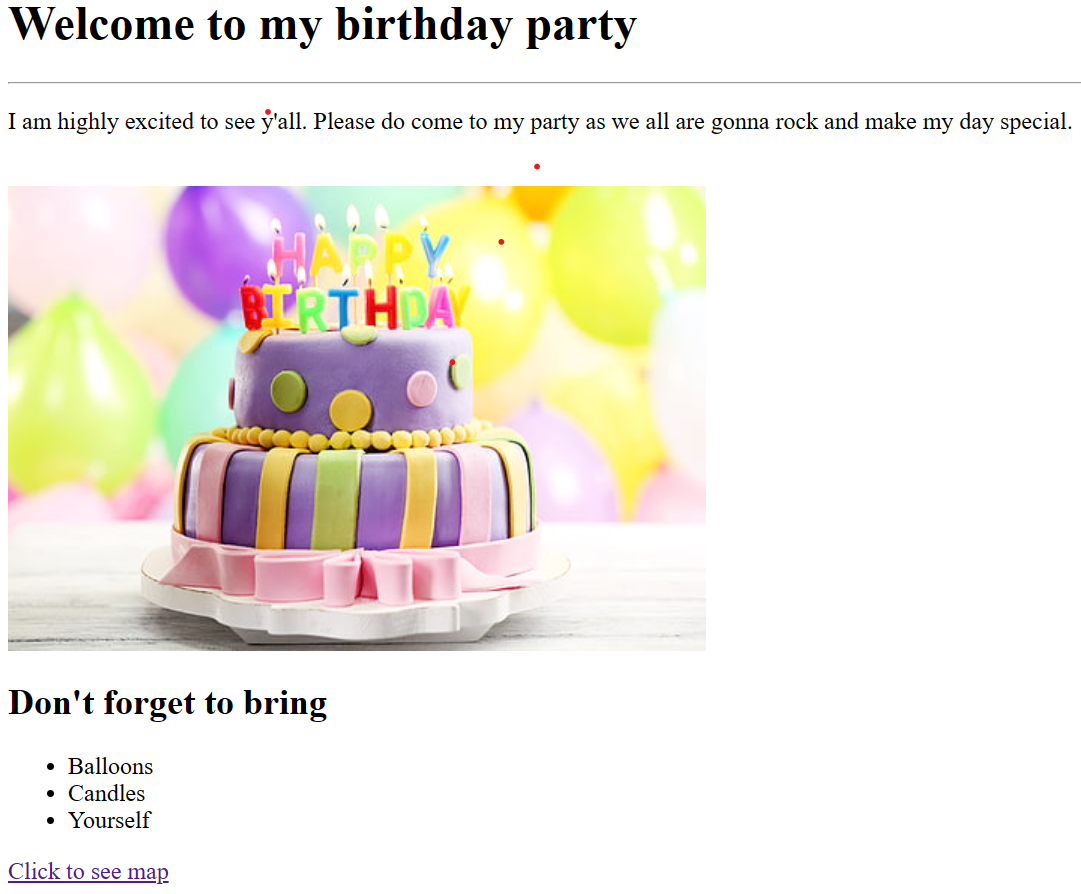 Welcome to my birthday party
I am highly excited to see y'all. Please do come to my party as we all are gonna rock and make my day special.
HAPPY
BIRTHDAY
Don't forget to bring
Balloons
Candles
Yourself
Click to see map